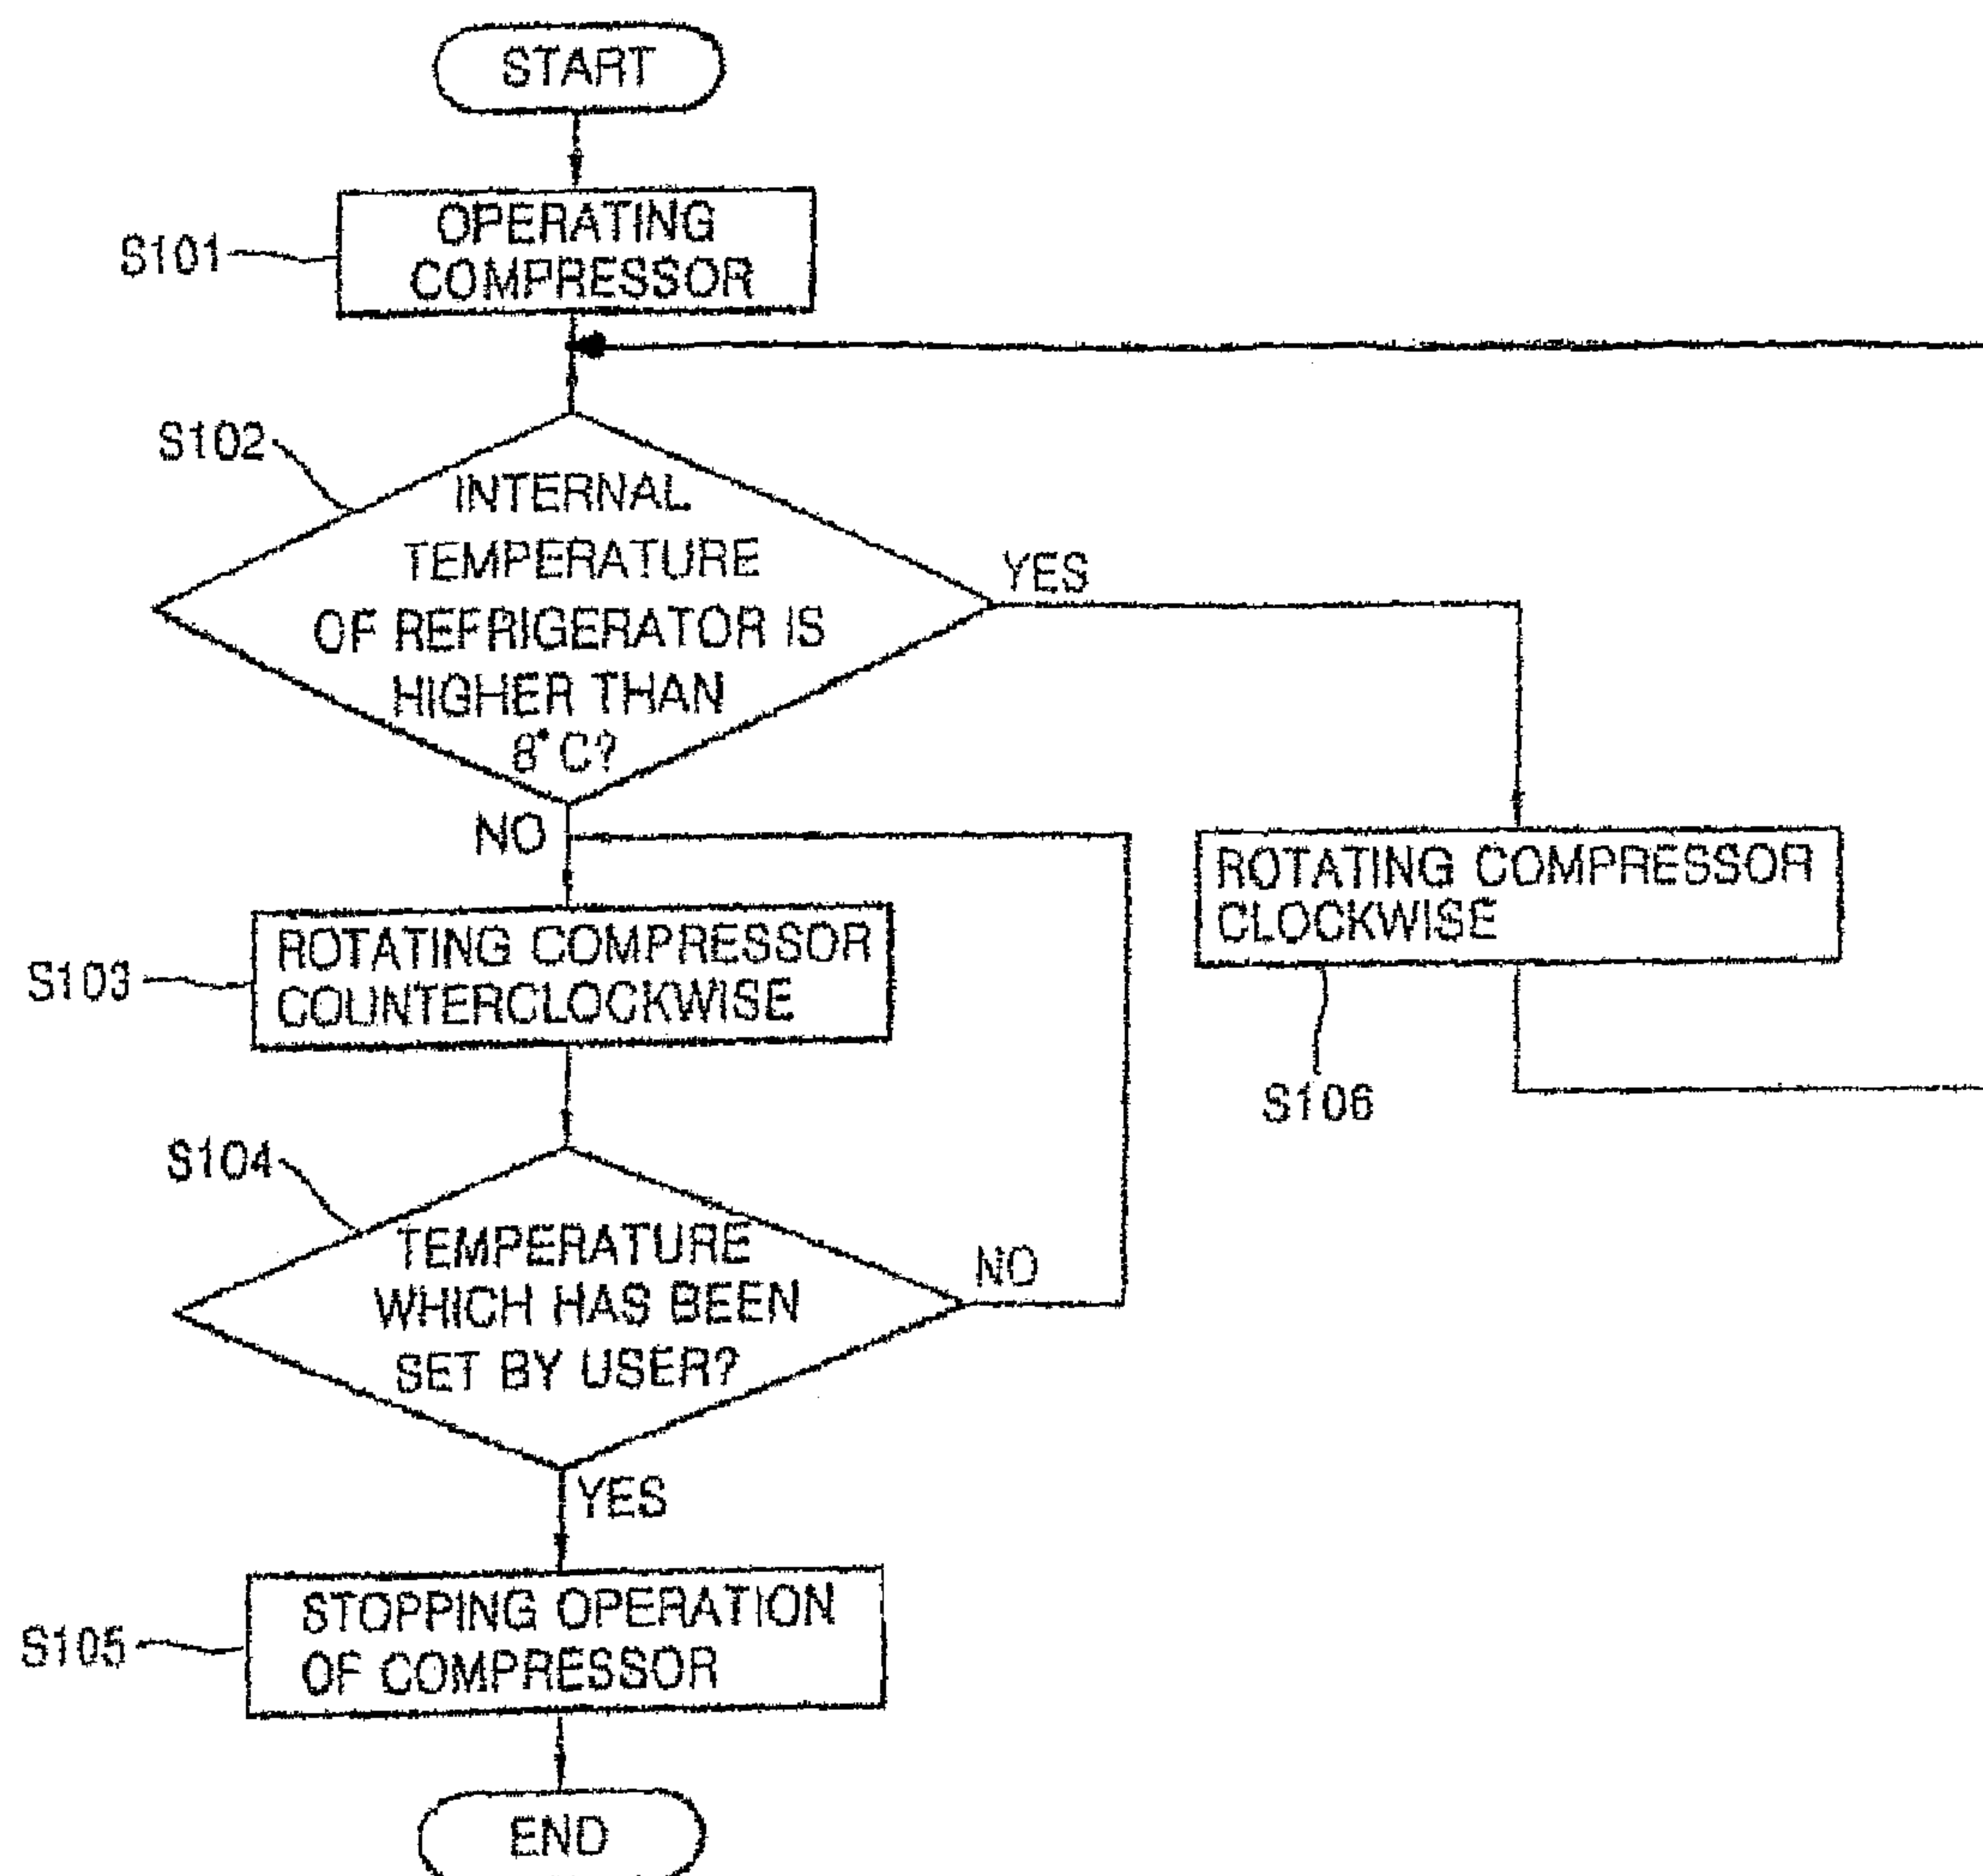 START
S101
OPERATING
COMPRESSOR
S102
INTERNAL
TEMPERATURE
OF REFRIGERATOR IS
HIGHER THAN
8°C?
YES
NO
ROTATING COMPRESSOR
CLOCKWISE
S106
S103
ROTATING COMPRESSOR
COUNTERCLOCKWISE
S104
TEMPERATURE
WHICH HAS BEEN
SET BY USER?
NO
YES
S105
STOPPING OPERATION
OF COMPRESSOR
END